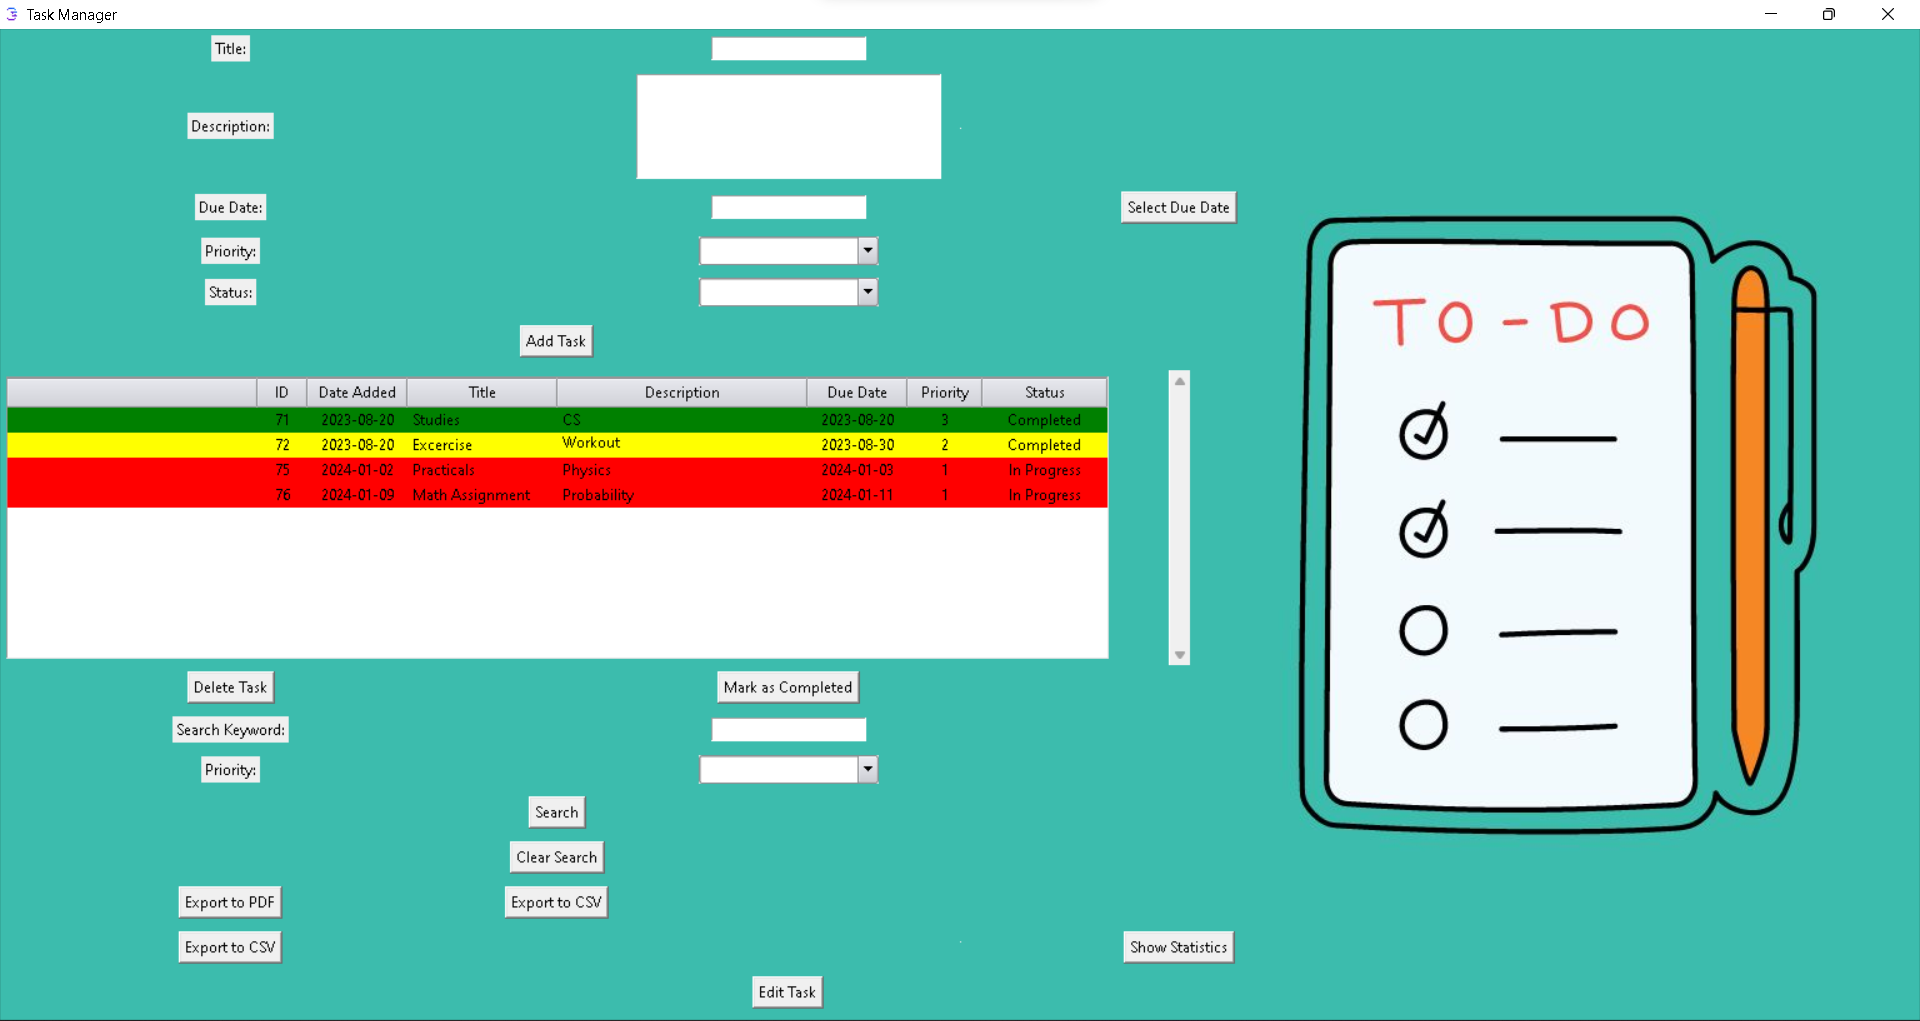 Task Manager
Title:
Description:
Due Date:
Select Due Date
Priority:
Status:
Add Task
ID Date Added Title Description Due Date Priority Status
71 2023-08-20 Studies CS 2023-08-20 3 Completed
72 2023-08-20 Excercise Workout 2023-08-30 2 Completed
75 2024-01-02 Practicals Physics 2024-01-03 1 In Progress
76 2024-01-09 Math Assignment Probability 2024-01-11 1 In Progress
Delete Task Mark as Completed
Search Keyword:
Priority:
Search
Clear Search
Export to PDF Export to CSV
Export to CSV Show Statistics
Edit Task
TO-DO